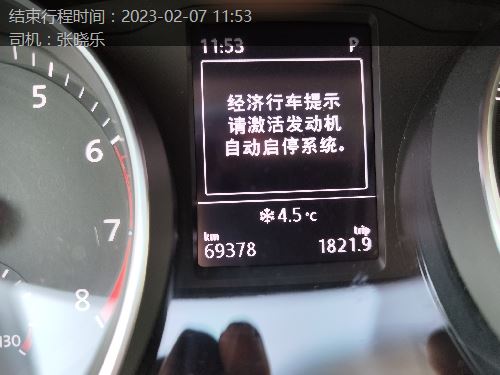 结束行程时间：2023-02-07 11:53
司机：张晓乐
11:53 P
经济行车提示
请激活发动机
自动启停系统。
4.5℃
km trip
69378 1821.9
5
6
7
8
130